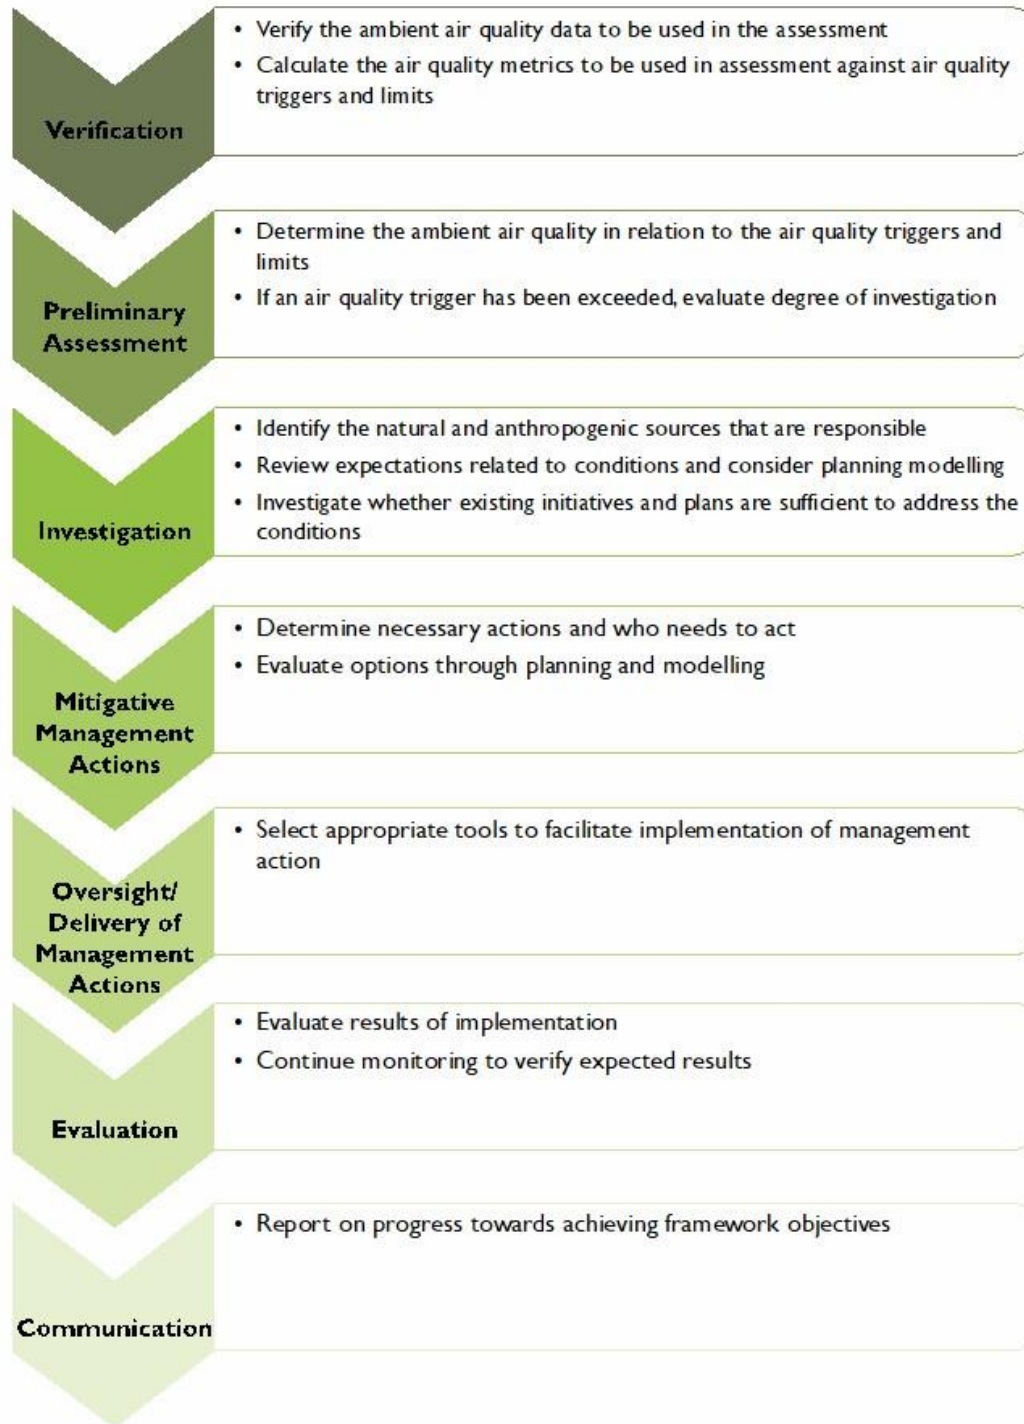 Verification
• Verify the ambient air quality data to be used in the assessment
• Calculate the air quality metrics to be used in assessment against air quality
triggers and limits
Preliminary
Assessment
• Determine the ambient air quality in relation to the air quality triggers and
limits
• If an air quality trigger has been exceeded, evaluate degree of investigation
Investigation
• Identify the natural and anthropogenic sources that are responsible
• Review expectations related to conditions and consider planning modelling
• Investigate whether existing initiatives and plans are sufficient to address the
conditions
Mitigative
Management
Actions
• Determine necessary actions and who needs to act
• Evaluate options through planning and modelling
Oversight/
Delivery of
Management
Actions
• Select appropriate tools to facilitate implementation of management
action
Evaluation
• Evaluate results of implementation
• Continue monitoring to verify expected results
Communication
• Report on progress towards achieving framework objectives